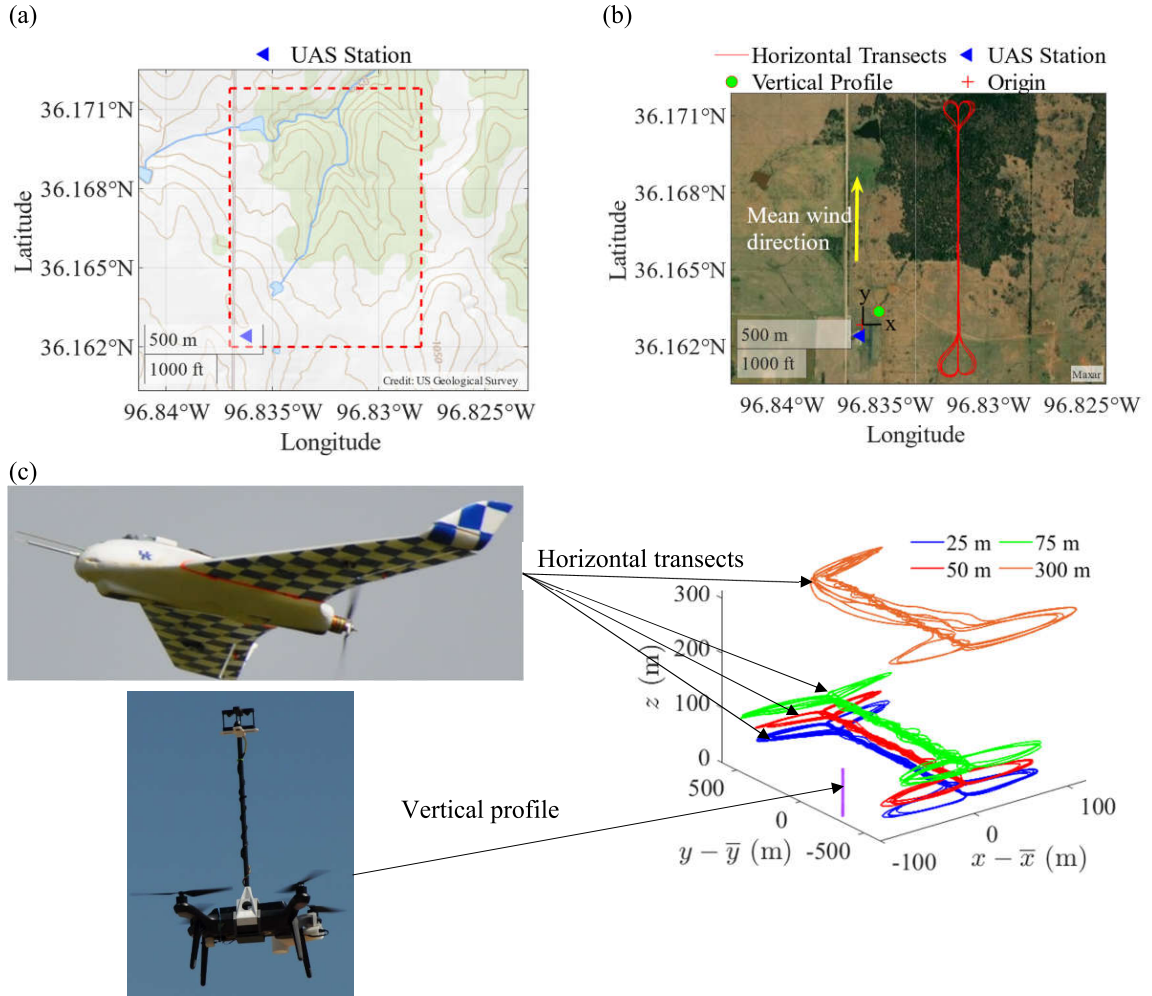 (a)
UAS Station
36.171°N
36.168°N
36.165°N
36.162°N
Latitude
500 m
1000 ft
1050
Credit: US Geological Survey
96.84°W
96.835°W
96.83°W
96.825°W
Longitude
(b)
Horizontal Transects
UAS Station
Vertical Profile
Origin
36.171°N
36.168°N
36.165°N
36.162°N
Latitude
Mean wind
direction
y
x
500 m
1000 ft
Maxar
96.84°W
96.835°W
96.83°W
96.825°W
Longitude
(c)
Horizontal transects
Vertical profile
25 m
75 m
50 m
300 m
300
200
100
0
z (m)
500
0
-500
y − y̅ (m)
-100
0
100
x − x̅ (m)